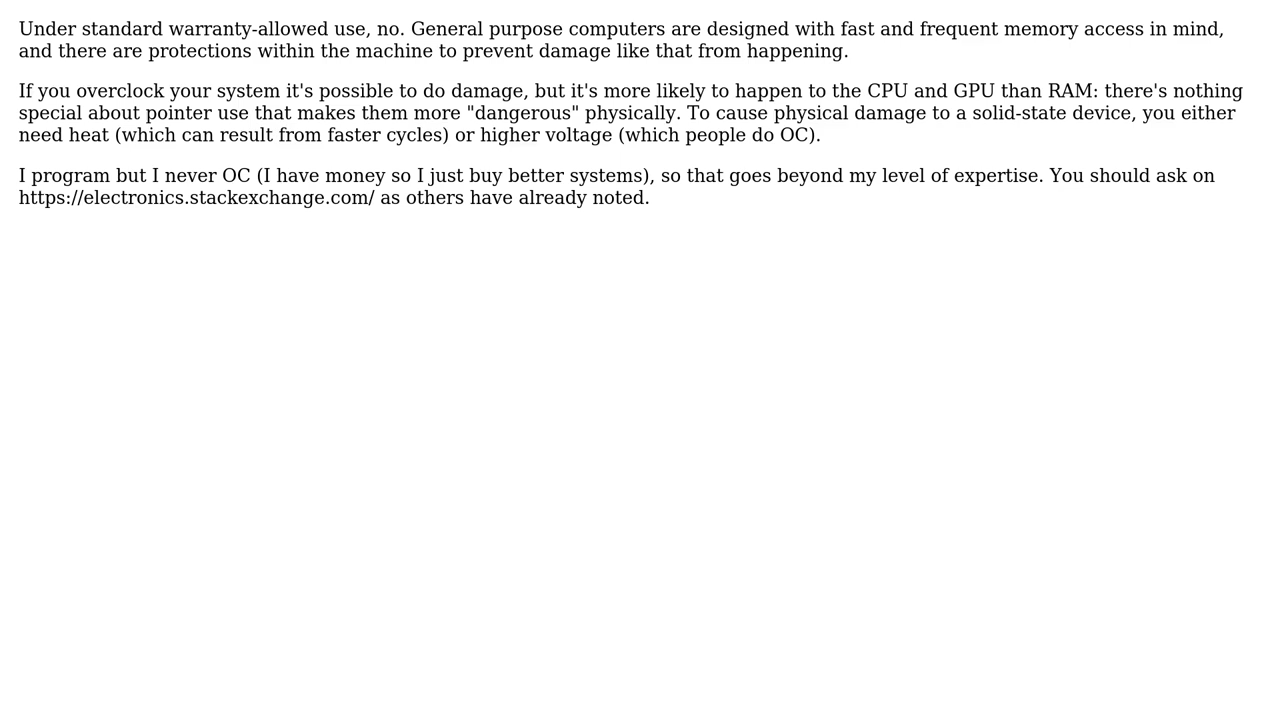 Under standard warranty-allowed use, no. General purpose computers are designed with fast and frequent memory access in mind,
and there are protections within the machine to prevent damage like that from happening.
If you overclock your system it's possible to do damage, but it's more likely to happen to the CPU and GPU than RAM: there's nothing
special about pointer use that makes them more "dangerous" physically. To cause physical damage to a solid-state device, you either
need heat (which can result from faster cycles) or higher voltage (which people do OC).
I program but I never OC (I have money so I just buy better systems), so that goes beyond my level of expertise. You should ask on
https://electronics.stackexchange.com/ as others have already noted.